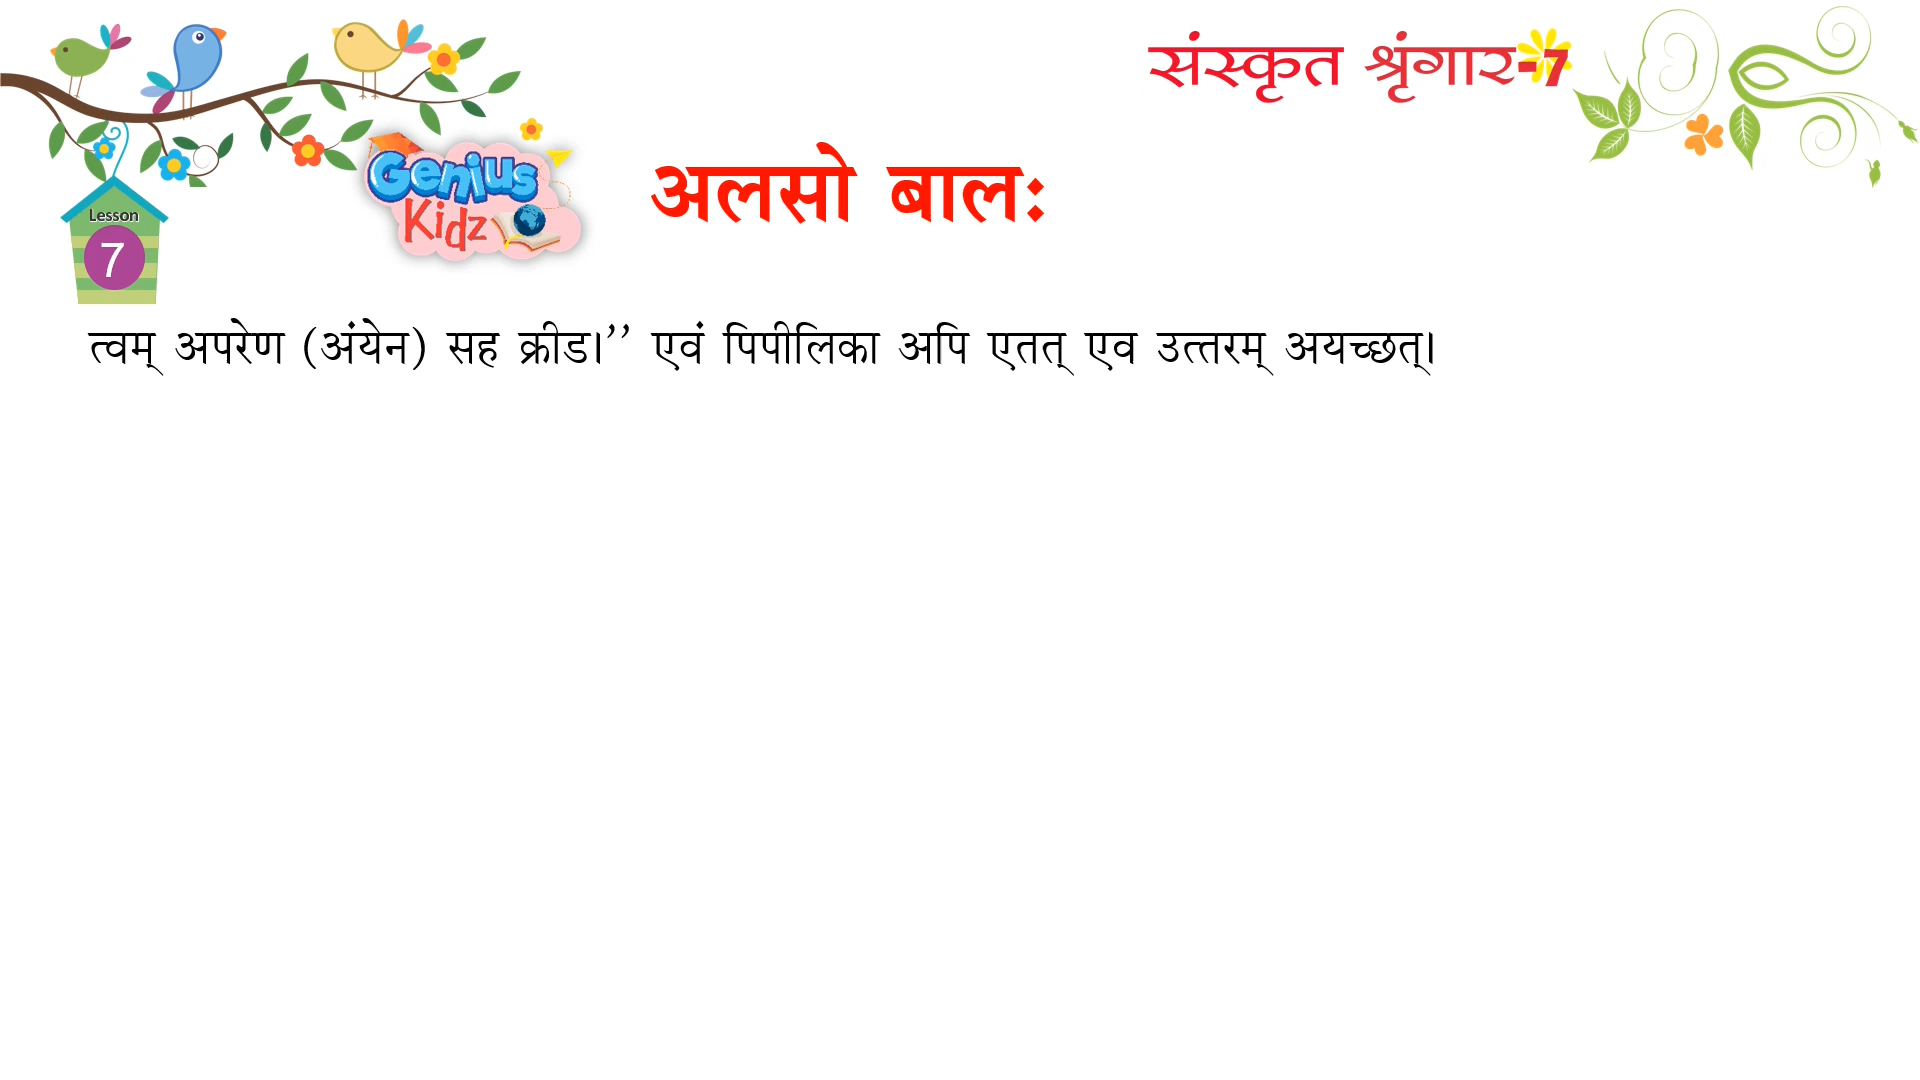 संस्कृत श्रृंगार-7
Genius
Kidz
अलसो बालः
Lesson
7
त्वम् अपरेण (अंयेन) सह क्रीड।’’ एवं पिपीलिका अपि एतत् एव उत्तरम् अयच्छत्।